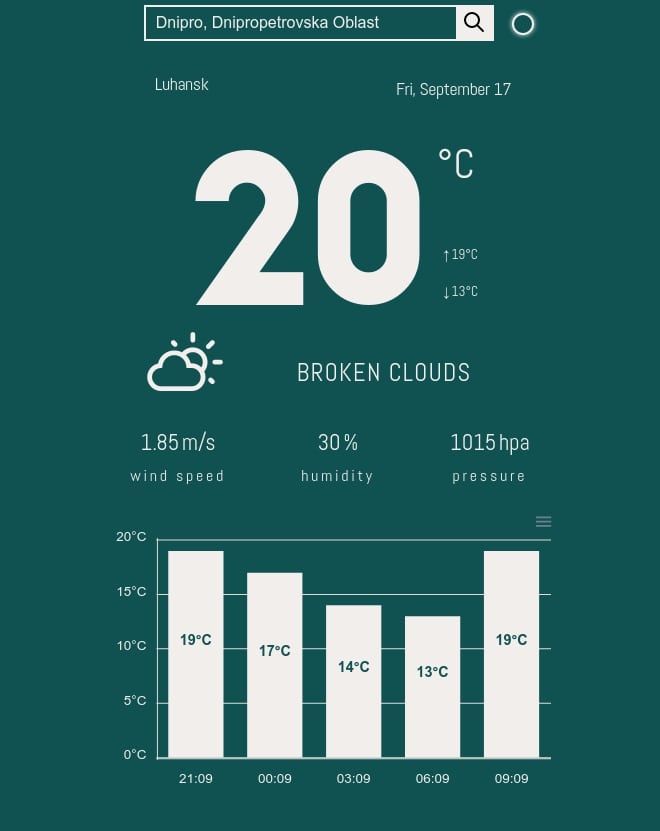 Dnipro, Dnipropetrovska Oblast
Luhansk
Fri, September 17
20 °C
↑19°C
↓13°C
BROKEN CLOUDS
1.85 m/s 30 % 1015 hpa
wind speed humidity pressure
20°C
15°C
10°C
5°C
0°C
19°C 17°C 14°C 13°C 19°C
21:09 00:09 03:09 06:09 09:09